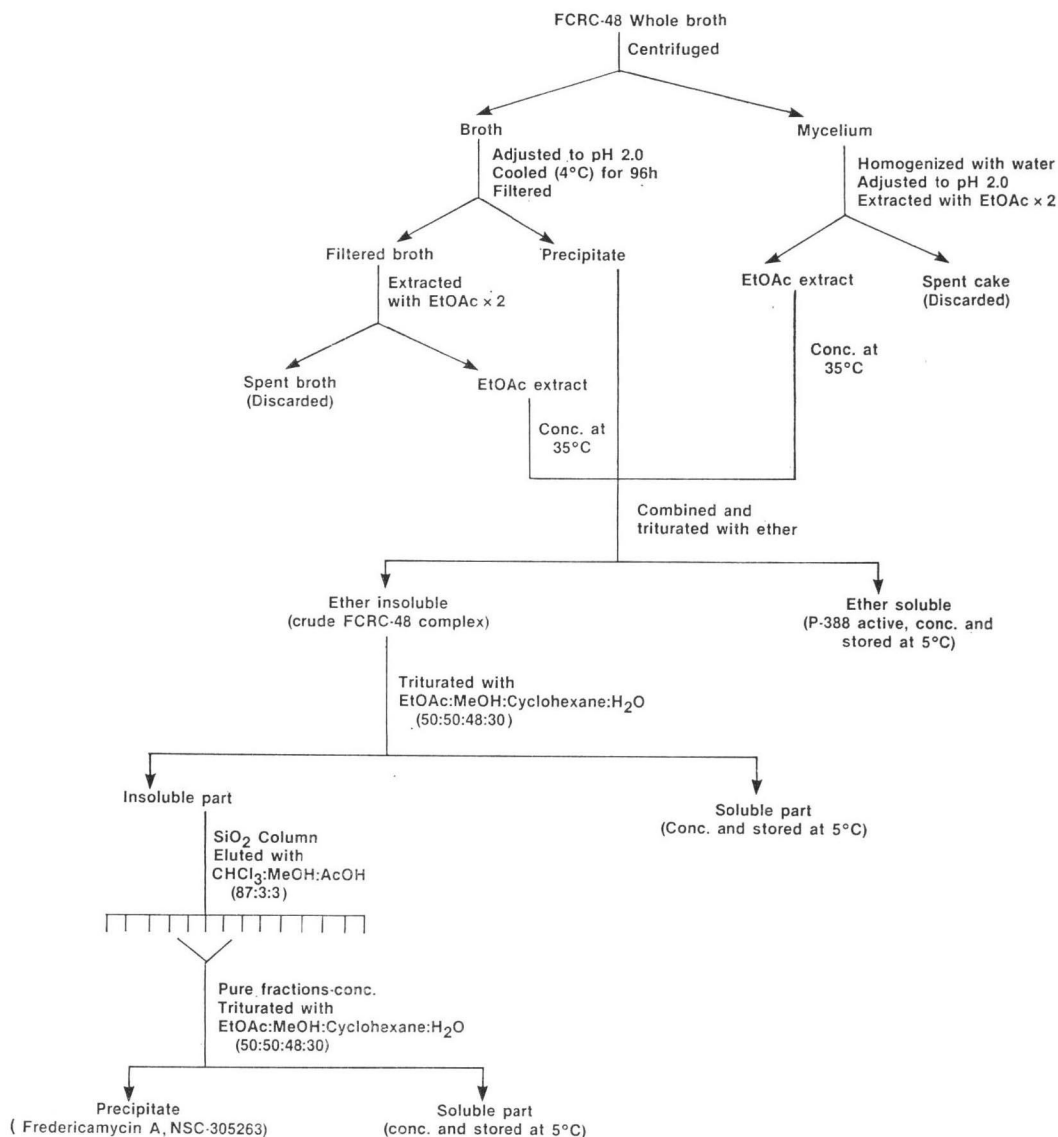 FCRC-48 Whole broth
Centrifuged
Broth
Mycelium
Adjusted to pH 2.0
Cooled (4°C) for 96h
Filtered
Homogenized with water
Adjusted to pH 2.0
Extracted with EtOAc × 2
Filtered broth
Precipitate
EtOAc extract
Spent cake
(Discarded)
Extracted
with EtOAc × 2
Conc. at
35°C
Spent broth
(Discarded)
EtOAc extract
Conc. at
35°C
Combined and
triturated with ether
Ether insoluble
(crude FCRC-48 complex)
Ether soluble
(P-388 active, conc. and
stored at 5°C)
Triturated with
EtOAc:MeOH:Cyclohexane:H2O
(50:50:48:30)
Insoluble part
Soluble part
(Conc. and stored at 5°C)
SiO2 Column
Eluted with
CHCl3:MeOH:AcOH
(87:3:3)
Pure fractions-conc.
Triturated with
EtOAc:MeOH:Cyclohexane:H2O
(50:50:48:30)
Precipitate
( Fredericamycin A, NSC-305263)
Soluble part
(conc. and stored at 5°C)